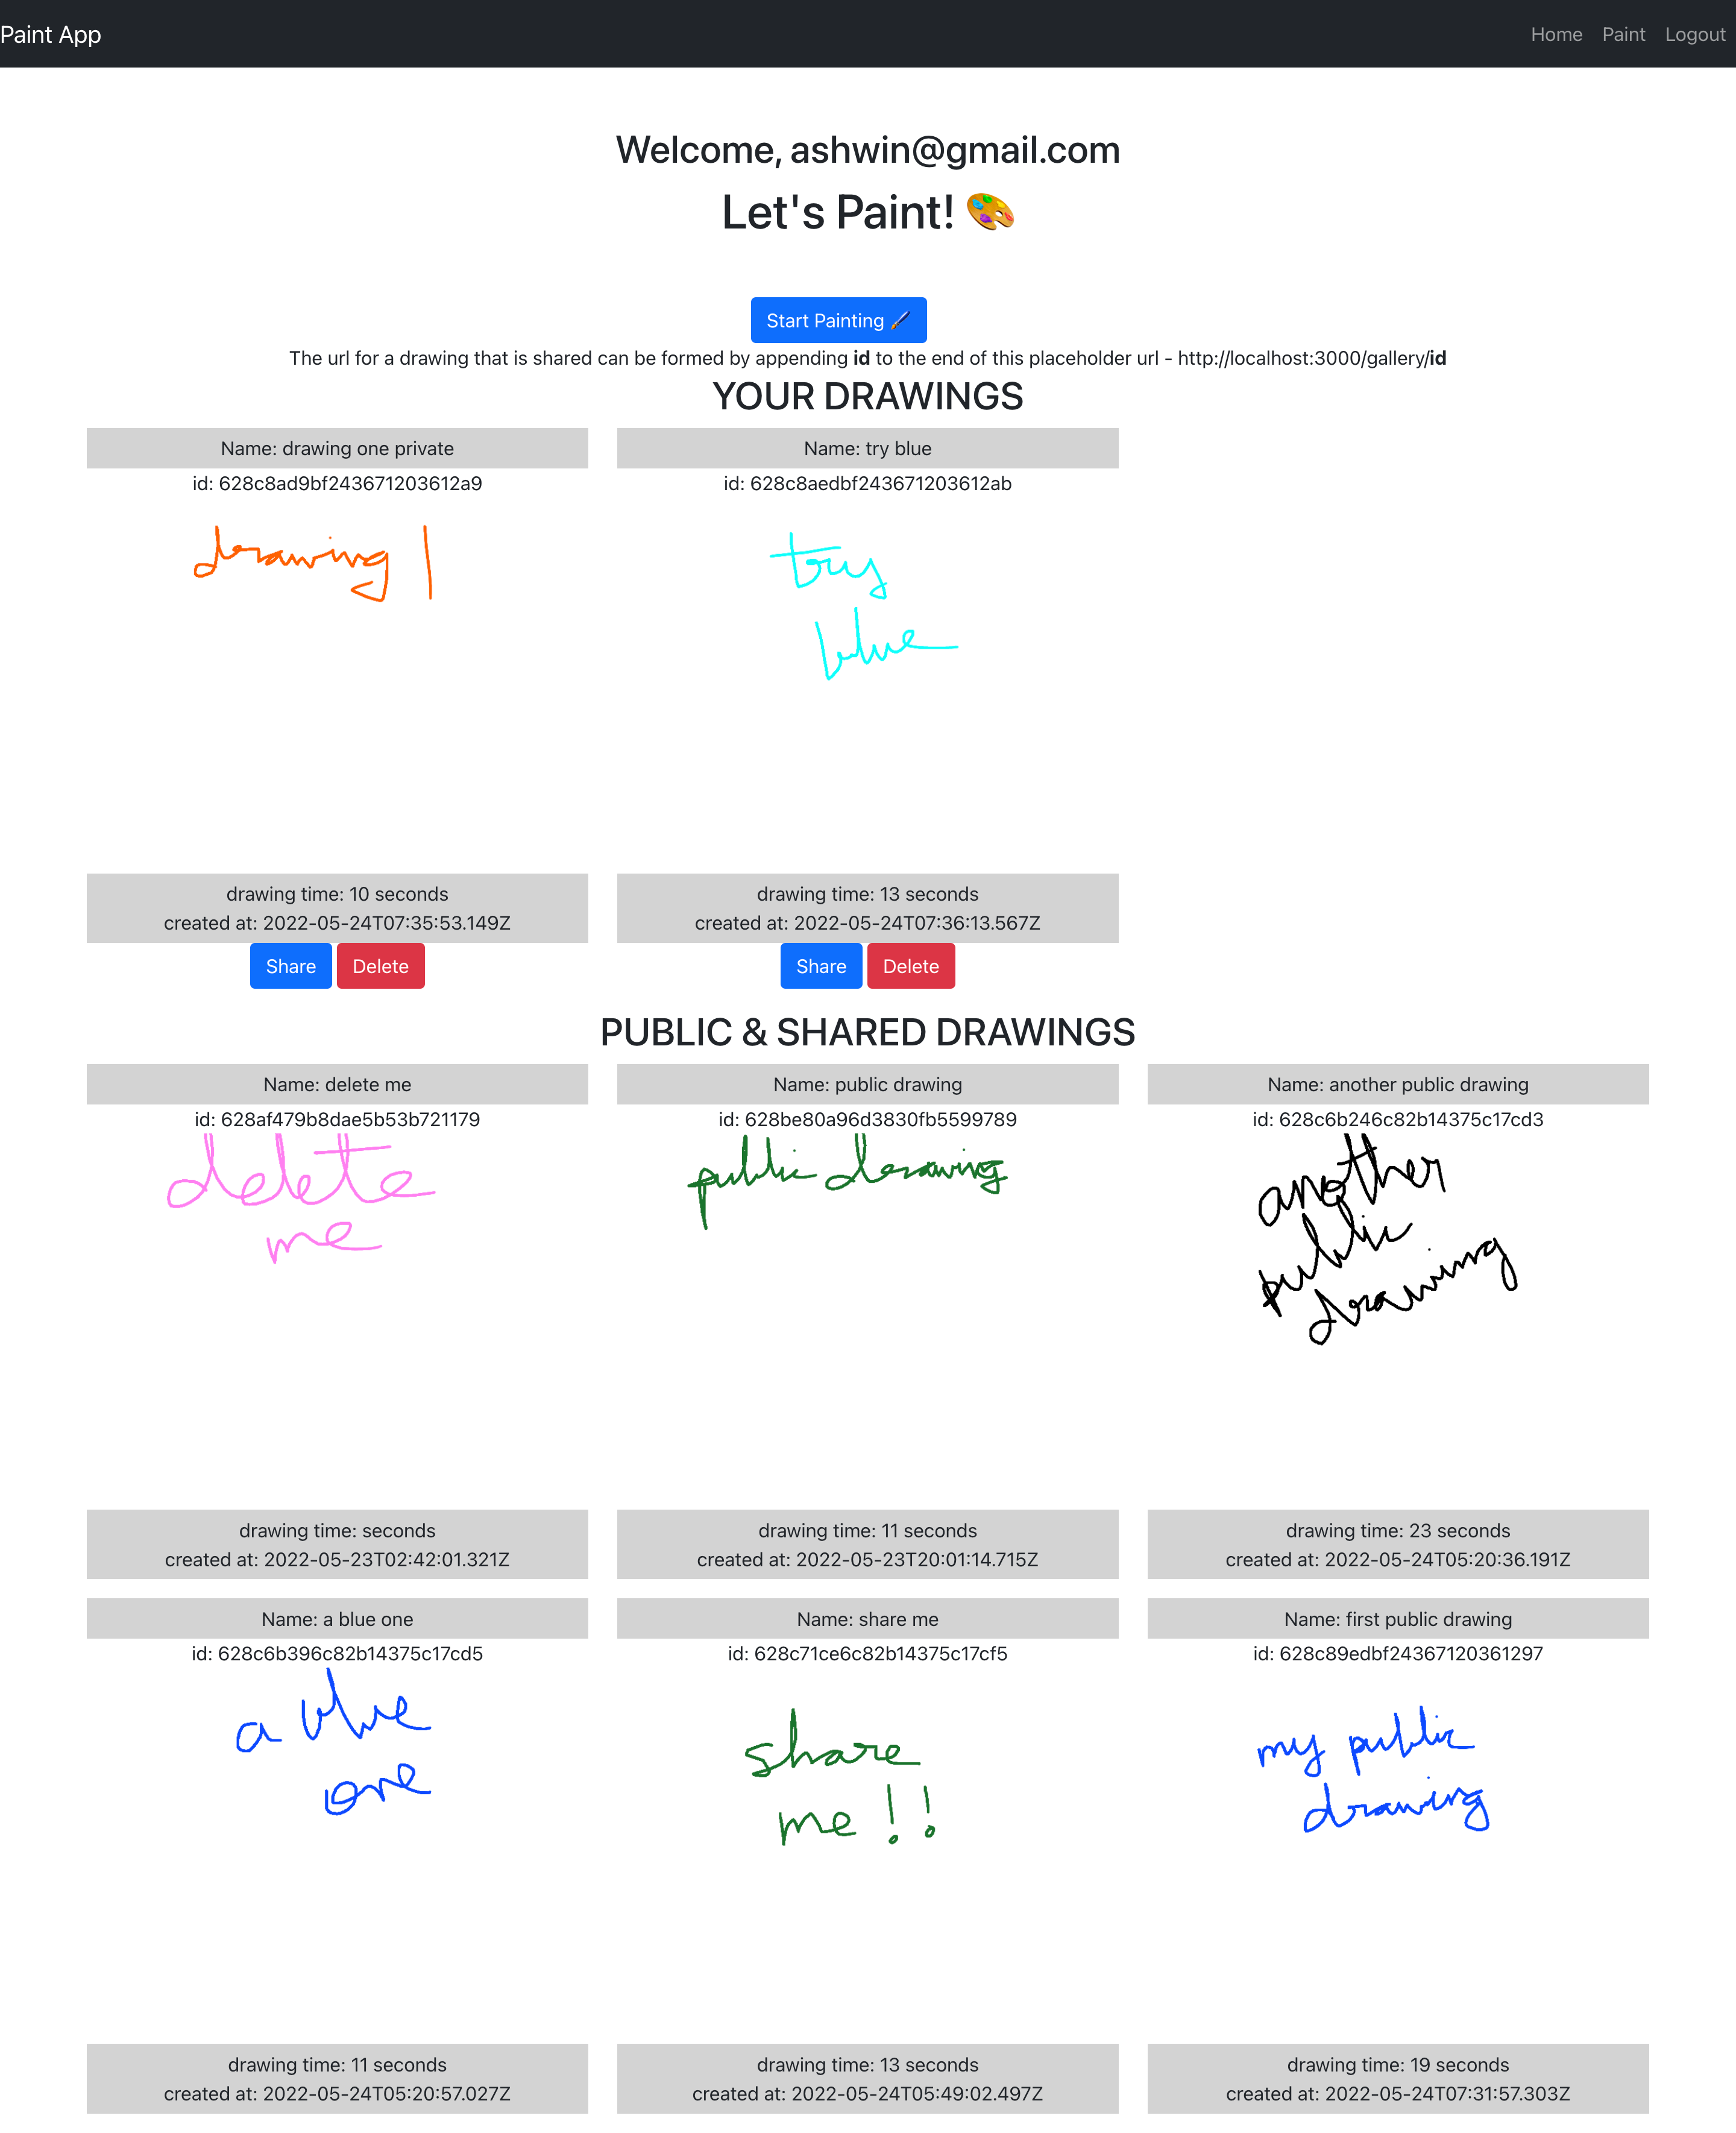 Paint App
Home Paint Logout
Welcome, ashwin@gmail.com
Let's Paint! 🎨
Start Painting 🖌️
The url for a drawing that is shared can be formed by appending id to the end of this placeholder url - http://localhost:3000/gallery/id
YOUR DRAWINGS
Name: drawing one private
id: 628c8ad9bf243671203612a9
drawing 1
drawing time: 10 seconds
created at: 2022-05-24T07:35:53.149Z
Share Delete
Name: try blue
id: 628c8aedbf243671203612ab
try
blue
drawing time: 13 seconds
created at: 2022-05-24T07:36:13.567Z
Share Delete
PUBLIC & SHARED DRAWINGS
Name: delete me
id: 628af479b8dae5b53b721179
delete
me
drawing time: seconds
created at: 2022-05-23T02:42:01.321Z
Name: public drawing
id: 628be80a96d3830fb5599789
public drawing
drawing time: 11 seconds
created at: 2022-05-23T20:01:14.715Z
Name: another public drawing
id: 628c6b246c82b14375c17cd3
another
public
drawing
drawing time: 23 seconds
created at: 2022-05-24T05:20:36.191Z
Name: a blue one
id: 628c6b396c82b14375c17cd5
a blue
one
drawing time: 11 seconds
created at: 2022-05-24T05:20:57.027Z
Name: share me
id: 628c71ce6c82b14375c17cf5
share
me!!
drawing time: 13 seconds
created at: 2022-05-24T05:49:02.497Z
Name: first public drawing
id: 628c89edbf24367120361297
my public
drawing
drawing time: 19 seconds
created at: 2022-05-24T07:31:57.303Z